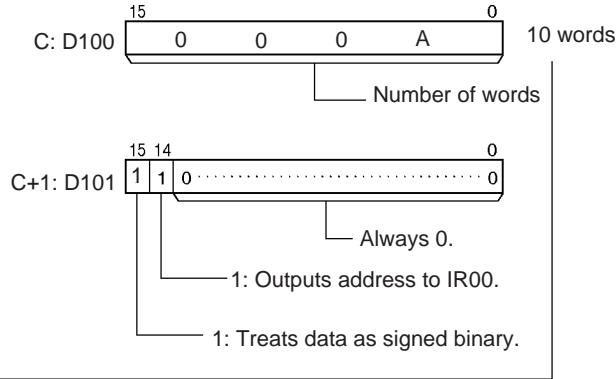 15 0
C: D100 0 0 0 A 10 words
Number of words
15 14 0
C+1: D101 1 1 0 ·································· 0
Always 0.
1: Outputs address to IR00.
1: Treats data as signed binary.